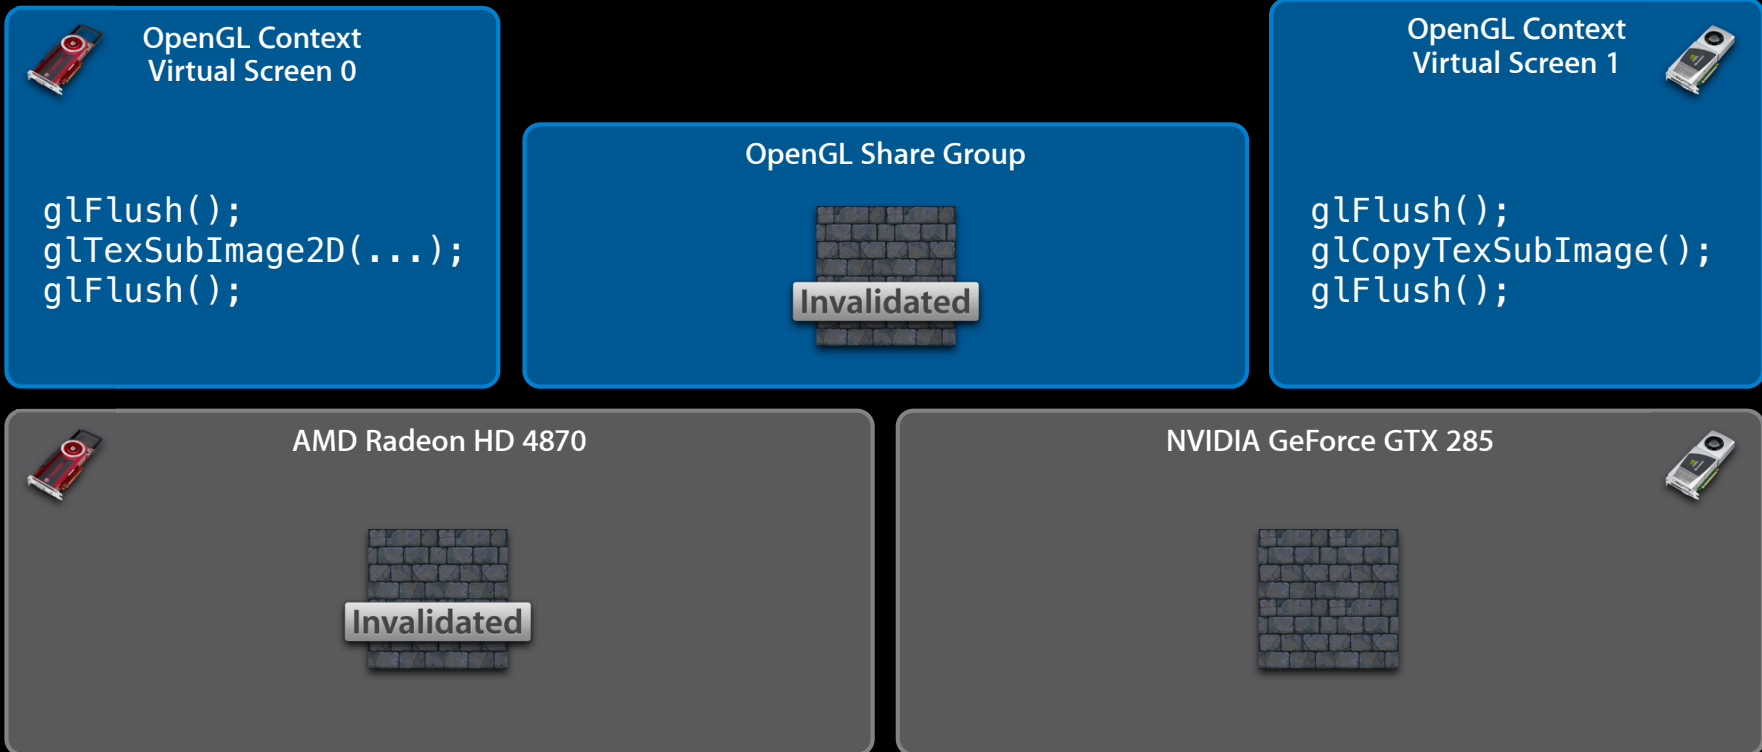 OpenGL Context
Virtual Screen 0
glFlush();
glTexSubImage2D(...);
glFlush();
OpenGL Share Group
Invalidated
OpenGL Context
Virtual Screen 1
glFlush();
glCopyTexSubImage();
glFlush();
AMD Radeon HD 4870
Invalidated
NVIDIA GeForce GTX 285